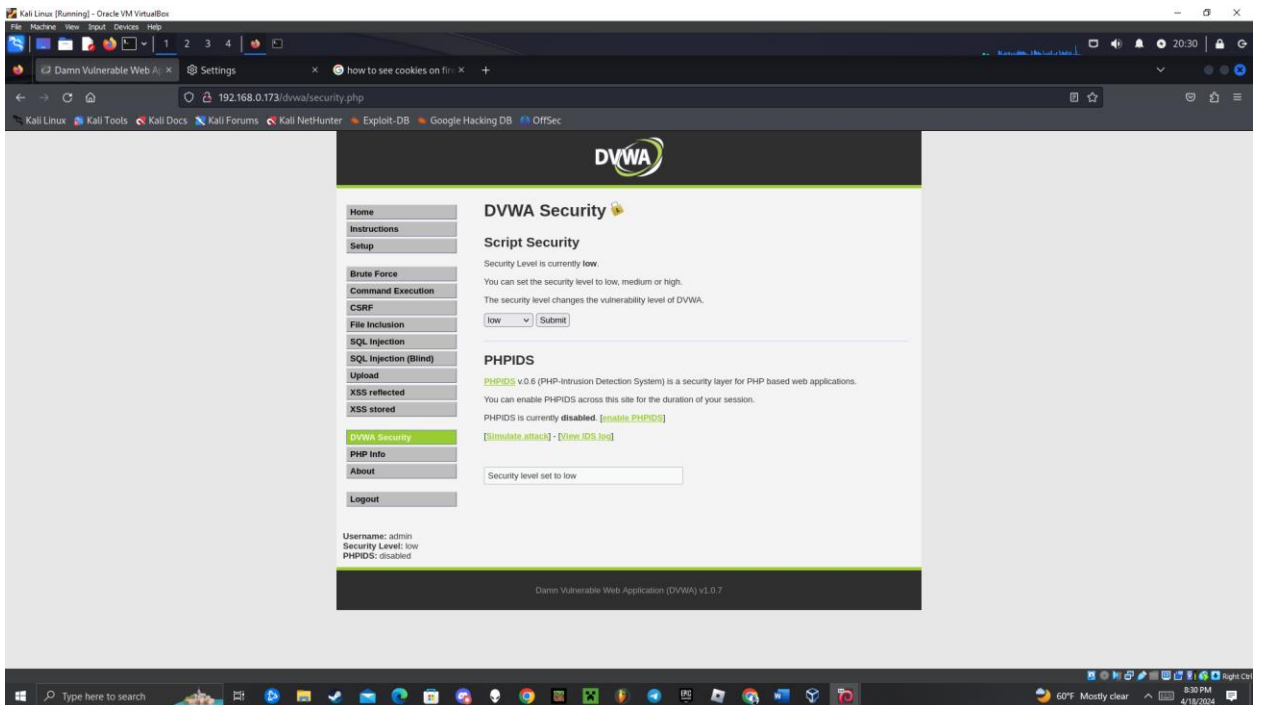 Kali Linux [Running] - Oracle VM VirtualBox
File Machine View Input Devices Help
1 2 3 4
20:30
Damn Vulnerable Web Ap
Settings
how to see cookies on fire
192.168.0.173/dvwa/security.php
Kali Linux Kali Tools Kali Docs Kali Forums Kali NetHunter Exploit-DB Google Hacking DB OffSec
DVWA
Home
Instructions
Setup
Brute Force
Command Execution
CSRF
File Inclusion
SQL Injection
SQL Injection (Blind)
Upload
XSS reflected
XSS stored
DVWA Security
PHP Info
About
Logout
Username: admin
Security Level: low
PHPIDS: disabled
DVWA Security
Script Security
Security Level is currently low.
You can set the security level to low, medium or high.
The security level changes the vulnerability level of DVWA.
low Submit
PHPIDS
PHPIDS v.0.6 (PHP-Intrusion Detection System) is a security layer for PHP based web applications.
You can enable PHPIDS across this site for the duration of your session.
PHPIDS is currently disabled. [enable PHPIDS]
[Simulate attack] - [View IDS log]
Security level set to low
Damn Vulnerable Web Application (DVWA) v1.0.7
Right Ctrl
Type here to search
60°F Mostly clear
8:30 PM
4/18/2024